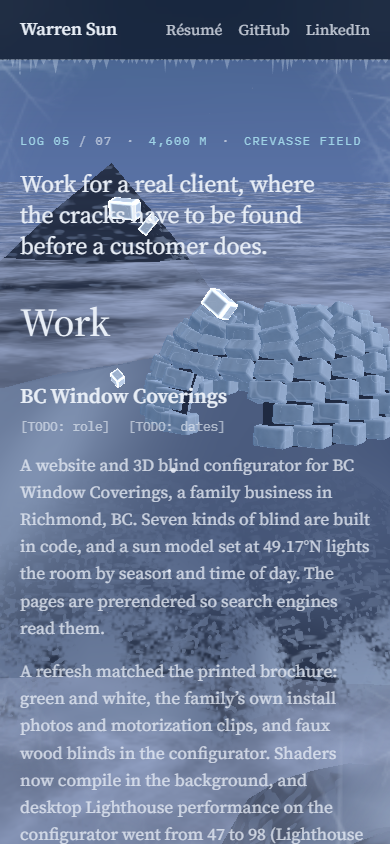 Warren Sun
Résumé GitHub LinkedIn
LOG 05 / 07 · 4,600 M · CREVASSE FIELD
Work for a real client, where
the cracks have to be found
before a customer does.
Work
BC Window Coverings
[TODO: role] [TODO: dates]
A website and 3D blind configurator for BC
Window Coverings, a family business in
Richmond, BC. Seven kinds of blind are built
in code, and a sun model set at 49.17°N lights
the room by season and time of day. The
pages are prerendered so search engines
read them.
A refresh matched the printed brochure:
green and white, the family’s own install
photos and motorization clips, and faux
wood blinds in the configurator. Shaders
now compile in the background, and
desktop Lighthouse performance on the
configurator went from 47 to 98 (Lighthouse